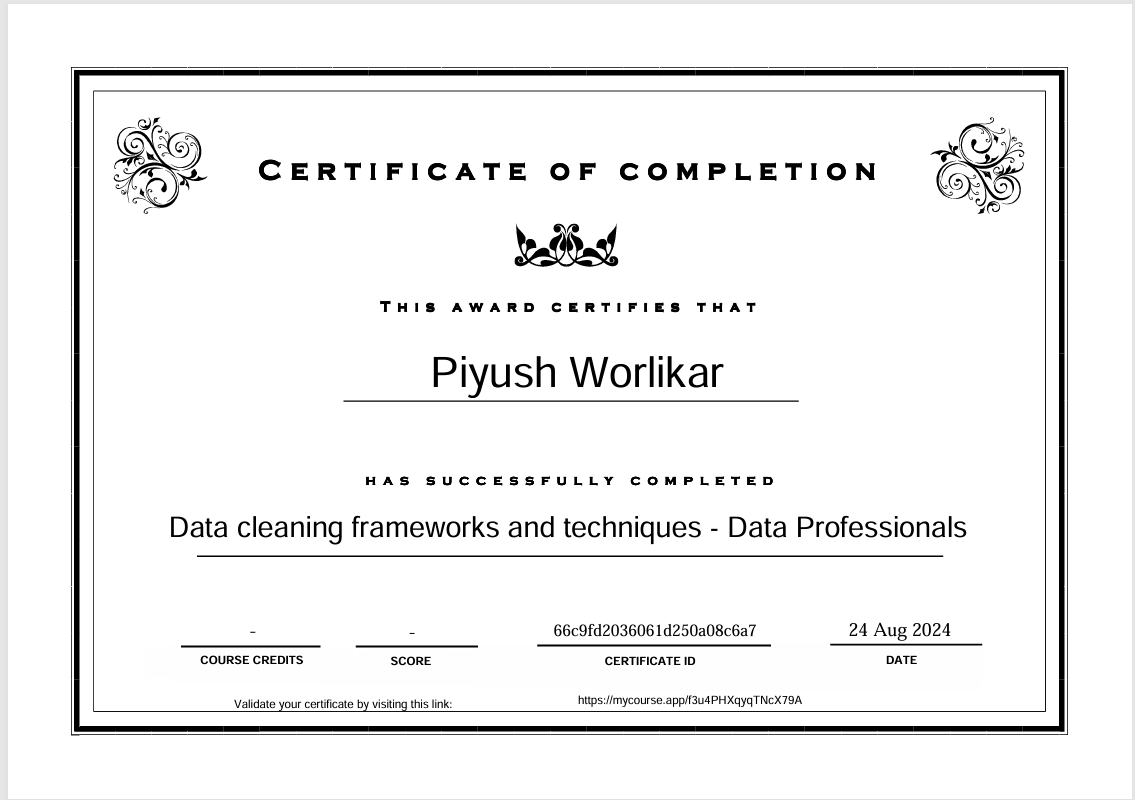 CERTIFICATE OF COMPLETION
THIS AWARD CERTIFIES THAT
Piyush Worlikar
HAS SUCCESSFULLY COMPLETED
Data cleaning frameworks and techniques - Data Professionals
- - 66c9fd2036061d250a08c6a7 24 Aug 2024
COURSE CREDITS SCORE CERTIFICATE ID DATE
Validate your certificate by visiting this link: https://mycourse.app/f3u4PHXqyqTNcX79A